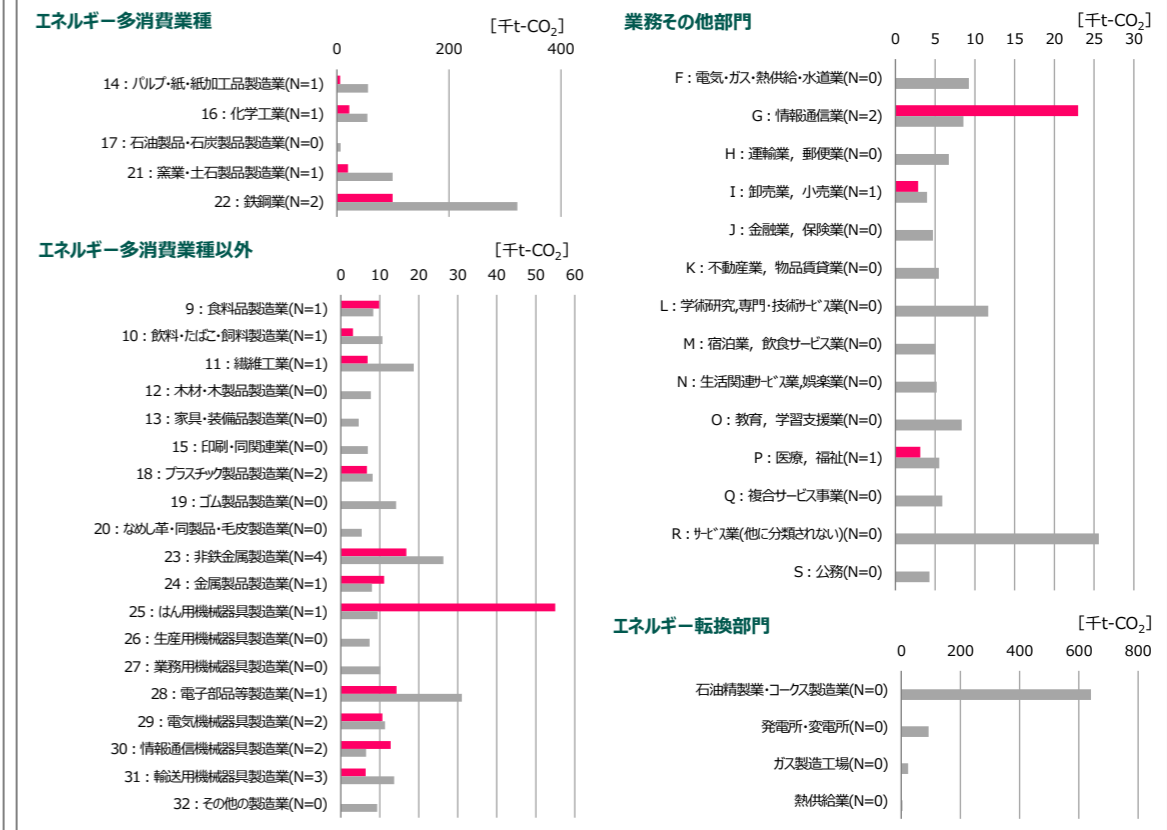 エネルギー多消費業種
[千t-CO2]
0 200 400
14：パルプ・紙・紙加工品製造業(N=1)
16：化学工業(N=1)
17：石油製品・石炭製品製造業(N=0)
21：窯業・土石製品製造業(N=1)
22：鉄鋼業(N=2)
エネルギー多消費業種以外
[千t-CO2]
0 10 20 30 40 50 60
9：食料品製造業(N=1)
10：飲料・たばこ・飼料製造業(N=1)
11：繊維工業(N=1)
12：木材・木製品製造業(N=0)
13：家具・装備品製造業(N=0)
15：印刷・同関連業(N=0)
18：プラスチック製品製造業(N=2)
19：ゴム製品製造業(N=0)
20：なめし革・同製品・毛皮製造業(N=0)
23：非鉄金属製造業(N=4)
24：金属製品製造業(N=1)
25：はん用機械器具製造業(N=1)
26：生産用機械器具製造業(N=0)
27：業務用機械器具製造業(N=0)
28：電子部品等製造業(N=1)
29：電気機械器具製造業(N=2)
30：情報通信機械器具製造業(N=2)
31：輸送用機械器具製造業(N=3)
32：その他の製造業(N=0)
業務その他部門
[千t-CO2]
0 5 10 15 20 25 30
F：電気・ガス・熱供給・水道業(N=0)
G：情報通信業(N=2)
H：運輸業，郵便業(N=0)
I：卸売業，小売業(N=1)
J：金融業，保険業(N=0)
K：不動産業，物品賃貸業(N=0)
L：学術研究,専門・技術ｻｰﾋﾞｽ業(N=0)
M：宿泊業，飲食サービス業(N=0)
N：生活関連ｻｰﾋﾞｽ業,娯楽業(N=0)
O：教育，学習支援業(N=0)
P：医療，福祉(N=1)
Q：複合サービス事業(N=0)
R：ｻｰﾋﾞｽ業(他に分類されない)(N=0)
S：公務(N=0)
エネルギー転換部門
[千t-CO2]
0 200 400 600 800
石油精製業・コークス製造業(N=0)
発電所・変電所(N=0)
ガス製造工場(N=0)
熱供給業(N=0)